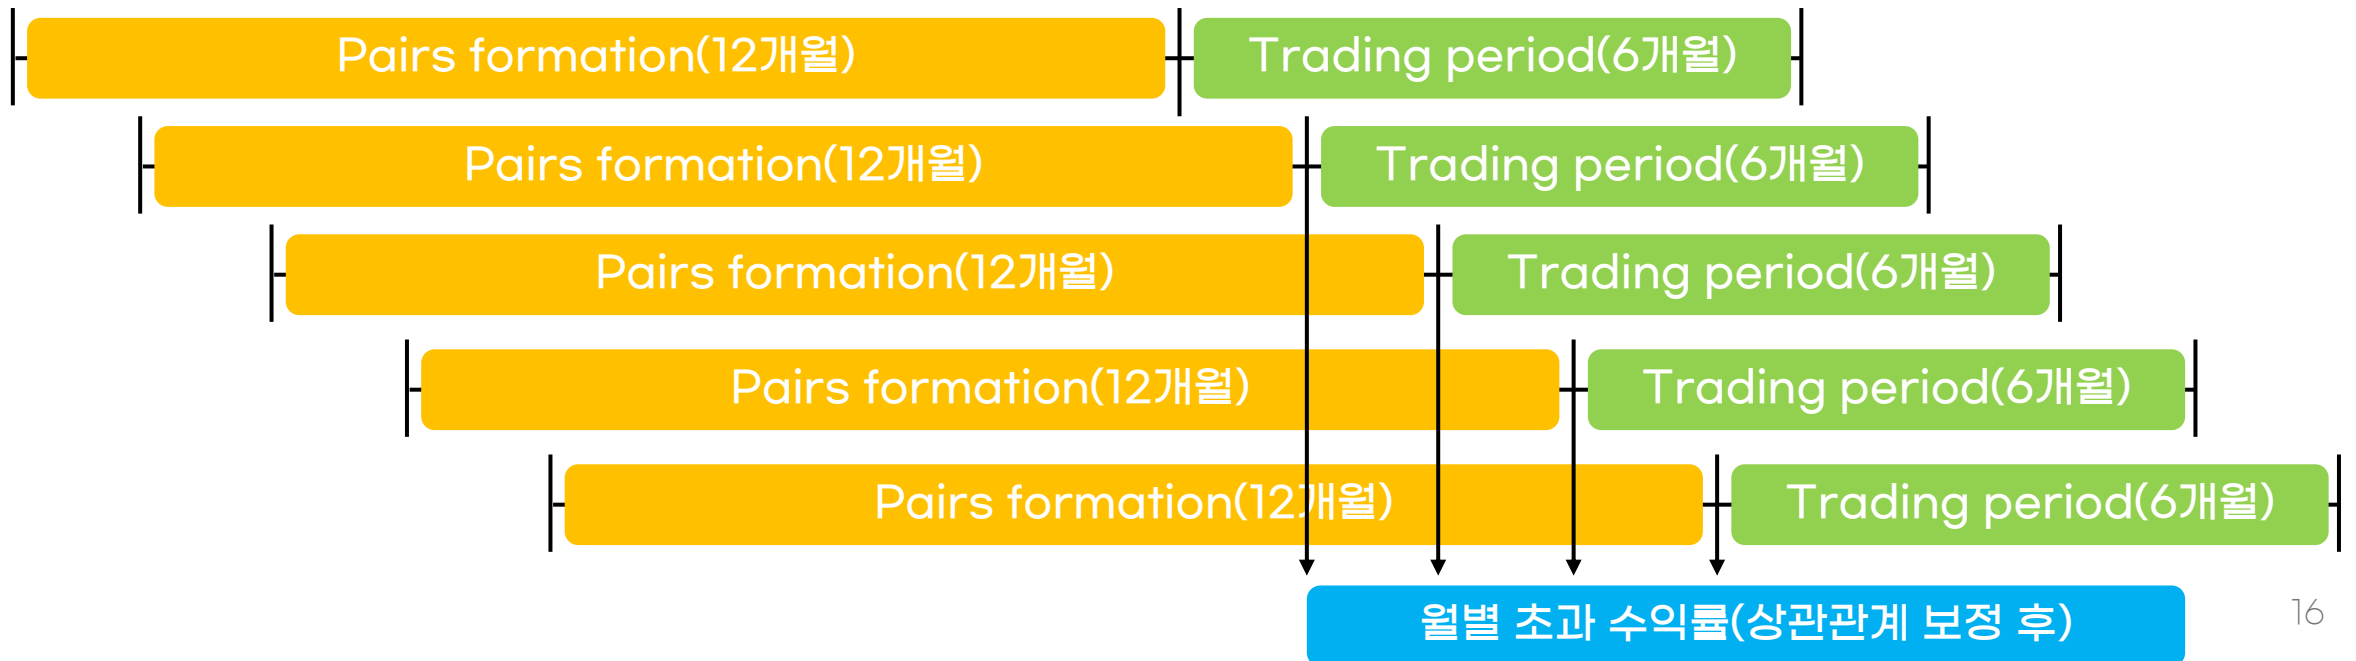 Pairs formation(12개월) Trading period(6개월)
Pairs formation(12개월) Trading period(6개월)
Pairs formation(12개월) Trading period(6개월)
Pairs formation(12개월) Trading period(6개월)
Pairs formation(12개월) Trading period(6개월)
월별 초과 수익률(상관관계 보정 후)
16